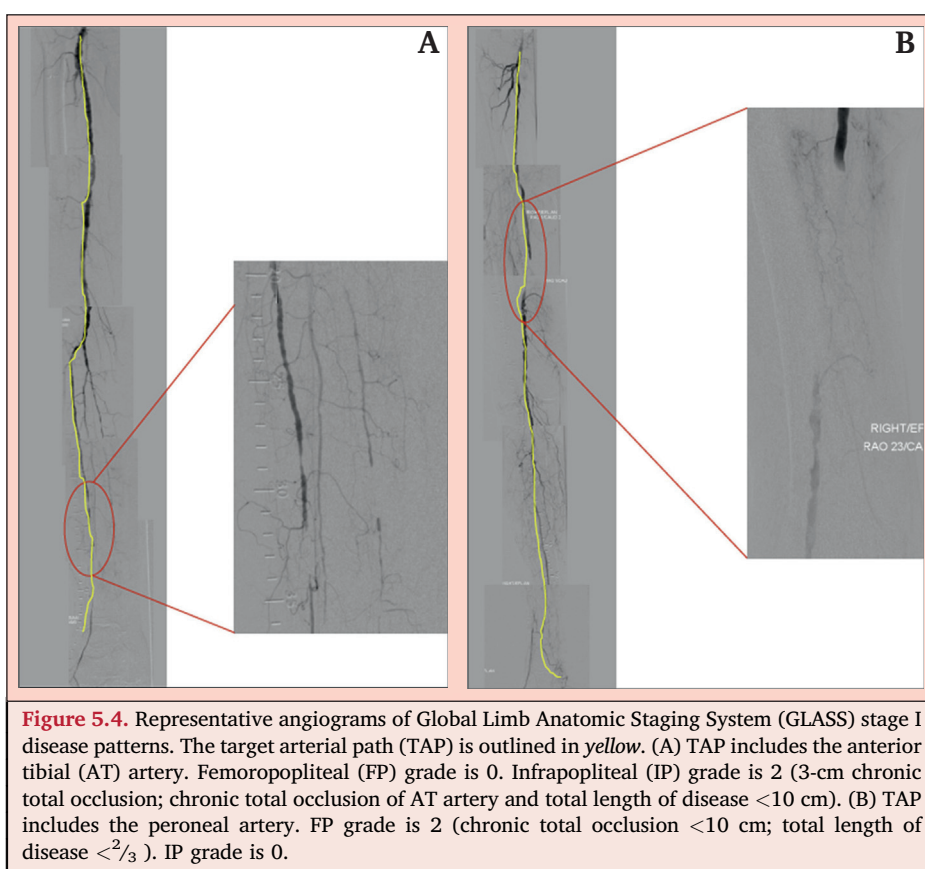 A
B
RIGHT/EF
RAO 23/CA
Figure 5.4. Representative angiograms of Global Limb Anatomic Staging System (GLASS) stage I
disease patterns. The target arterial path (TAP) is outlined in yellow. (A) TAP includes the anterior
tibial (AT) artery. Femoropopliteal (FP) grade is 0. Infrapopliteal (IP) grade is 2 (3-cm chronic
total occlusion; chronic total occlusion of AT artery and total length of disease <10 cm). (B) TAP
includes the peroneal artery. FP grade is 2 (chronic total occlusion <10 cm; total length of
disease <2/3 ). IP grade is 0.